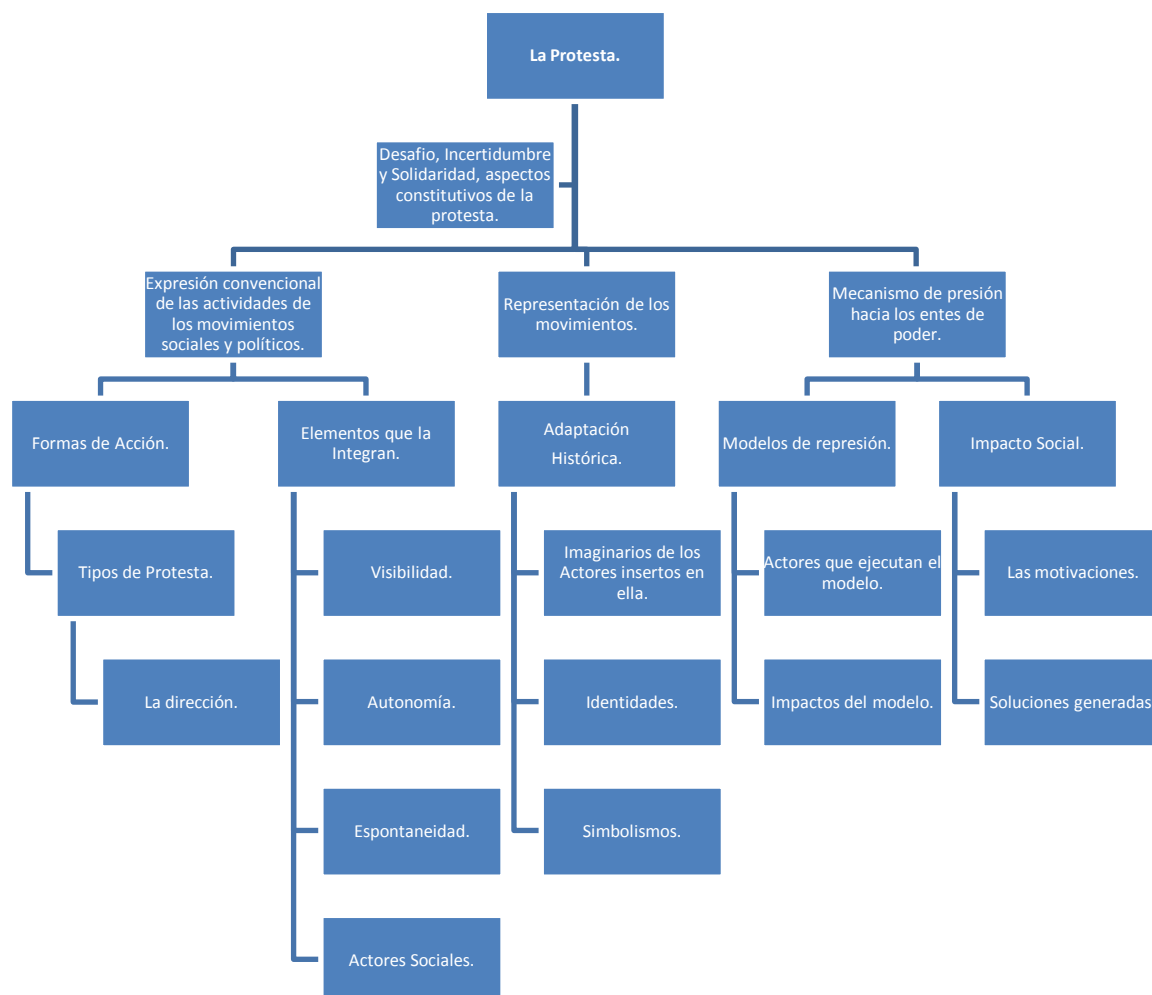 La Protesta.
Desafio, Incertidumbre
y Solidaridad, aspectos
constitutivos de la
protesta.
Expresión convencional
de las actividades de
los movimientos
sociales y políticos.
Representación de los
movimientos.
Mecanismo de presión
hacia los entes de
poder.
Formas de Acción.
Elementos que la
Integran.
Adaptación
Histórica.
Modelos de represión.
Impacto Social.
Tipos de Protesta.
Visibilidad.
Imaginarios de los
Actores insertos en
ella.
Actores que ejecutan el
modelo.
Las motivaciones.
La dirección.
Autonomía.
Identidades.
Impactos del modelo.
Soluciones generadas
Espontaneidad.
Simbolismos.
Actores Sociales.